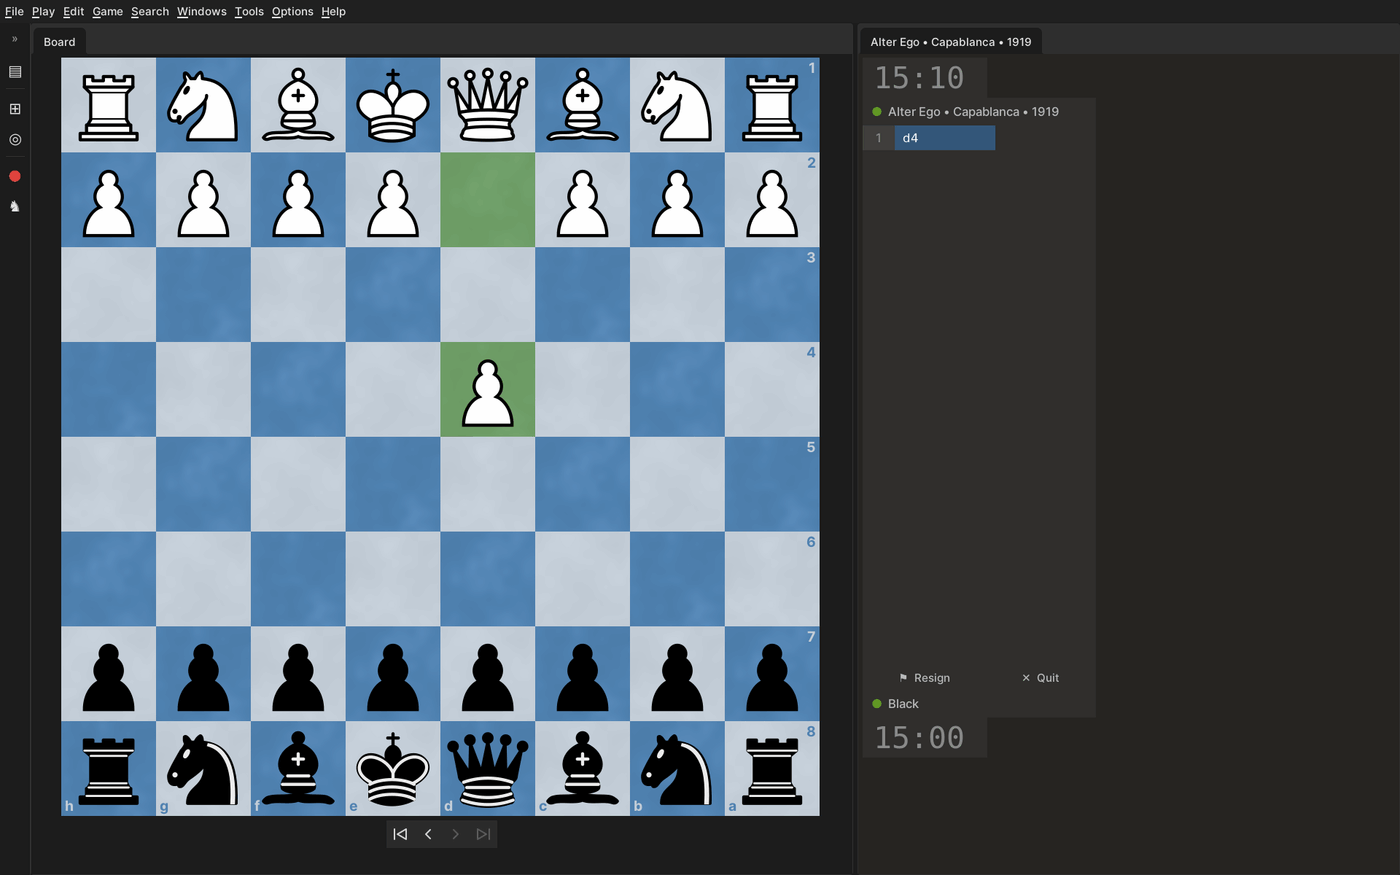 File Play Edit Game Search Windows Tools Options Help
Board
Alter Ego • Capablanca • 1919
15:10
Alter Ego • Capablanca • 1919
1 d4
1
2
3
4
5
6
7
8
h g f e d c b a
Resign Quit
Black
15:00